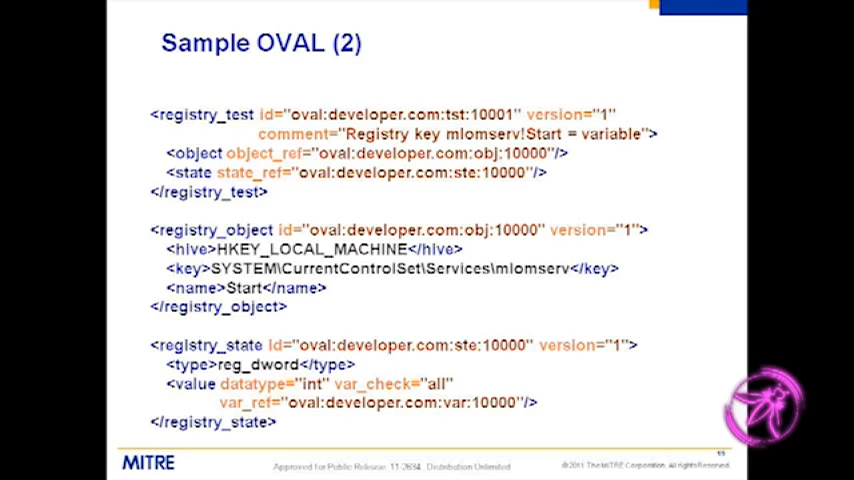 Sample OVAL (2)
<registry_test id="oval:developer.com:tst:10001" version="1"
comment="Registry key mlomserv!Start = variable">
<object object_ref="oval:developer.com:obj:10000"/>
<state state_ref="oval:developer.com:ste:10000"/>
</registry_test>
<registry_object id="oval:developer.com:obj:10000" version="1">
<hive>HKEY_LOCAL_MACHINE</hive>
<key>SYSTEM\CurrentControlSet\Services\mlomserv</key>
<name>Start</name>
</registry_object>
<registry_state id="oval:developer.com:ste:10000" version="1">
<type>reg_dword</type>
<value datatype="int" var_check="all"
var_ref="oval:developer.com:var:10000"/>
</registry_state>
MITRE
Approved for Public Release: 11-2634. Distribution Unlimited
© 2011 The MITRE Corporation. All rights Reserved.